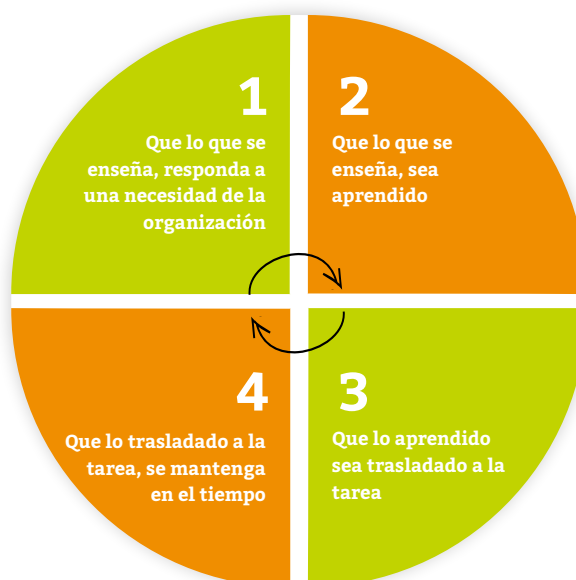 1
Que lo que se
enseña, responda a
una necesidad de la
organización
2
Que lo que se
enseña, sea
aprendido
3
Que lo aprendido
sea trasladado a la
tarea
4
Que lo trasladado a la
tarea, se mantenga
en el tiempo